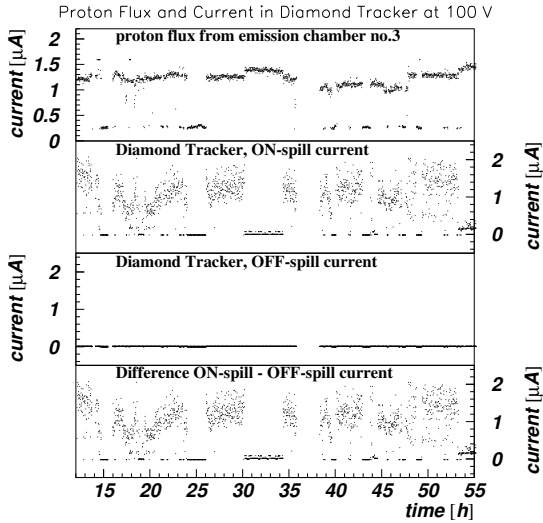 Proton Flux and Current in Diamond Tracker at 100 V
proton flux from emission chamber no.3
current [μA]
2
1.5
1
0.5
0
Diamond Tracker, ON-spill current
current [μA]
2
1
0
Diamond Tracker, OFF-spill current
current [μA]
2
0
Difference ON-spill - OFF-spill current
current [μA]
2
1
0
15 20 25 30 35 40 45 50 55
time [h]